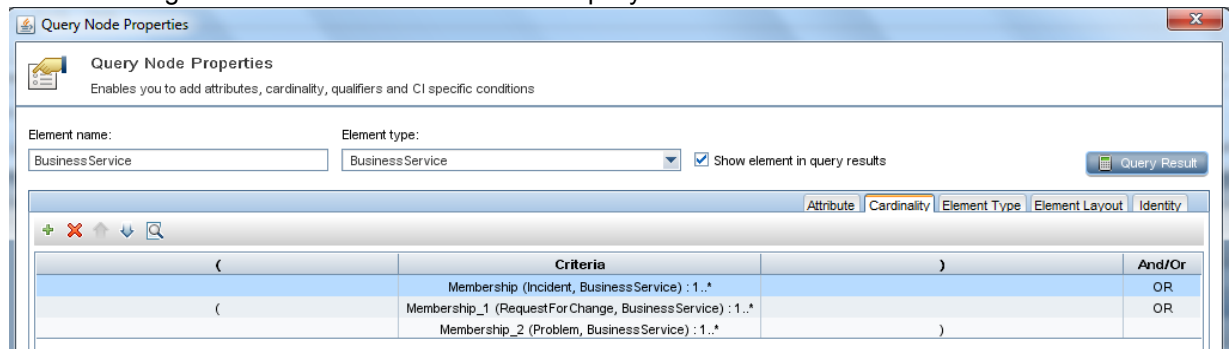 Query Node Properties
Query Node Properties
Enables you to add attributes, cardinality, qualifiers and CI specific conditions
Element name: Element type:
BusinessService BusinessService Show element in query results Query Result
Attribute Cardinality Element Type Element Layout Identity
( Criteria ) And/Or
Membership (Incident, BusinessService) : 1..* OR
( Membership_1 (RequestForChange, BusinessService) : 1..* OR
Membership_2 (Problem, BusinessService) : 1..* )